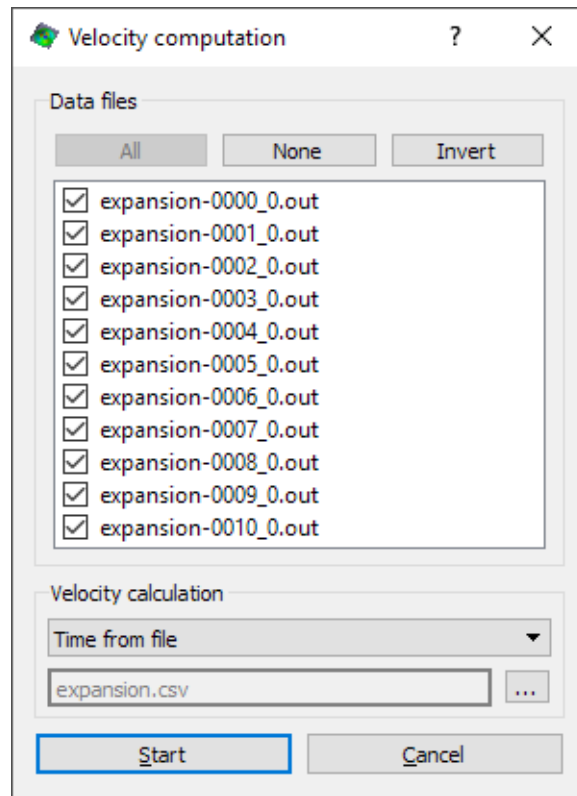 Velocity computation ? ×
Data files
All None Invert
expansion-0000_0.out
expansion-0001_0.out
expansion-0002_0.out
expansion-0003_0.out
expansion-0004_0.out
expansion-0005_0.out
expansion-0006_0.out
expansion-0007_0.out
expansion-0008_0.out
expansion-0009_0.out
expansion-0010_0.out
Velocity calculation
Time from file
expansion.csv ...
Start Cancel